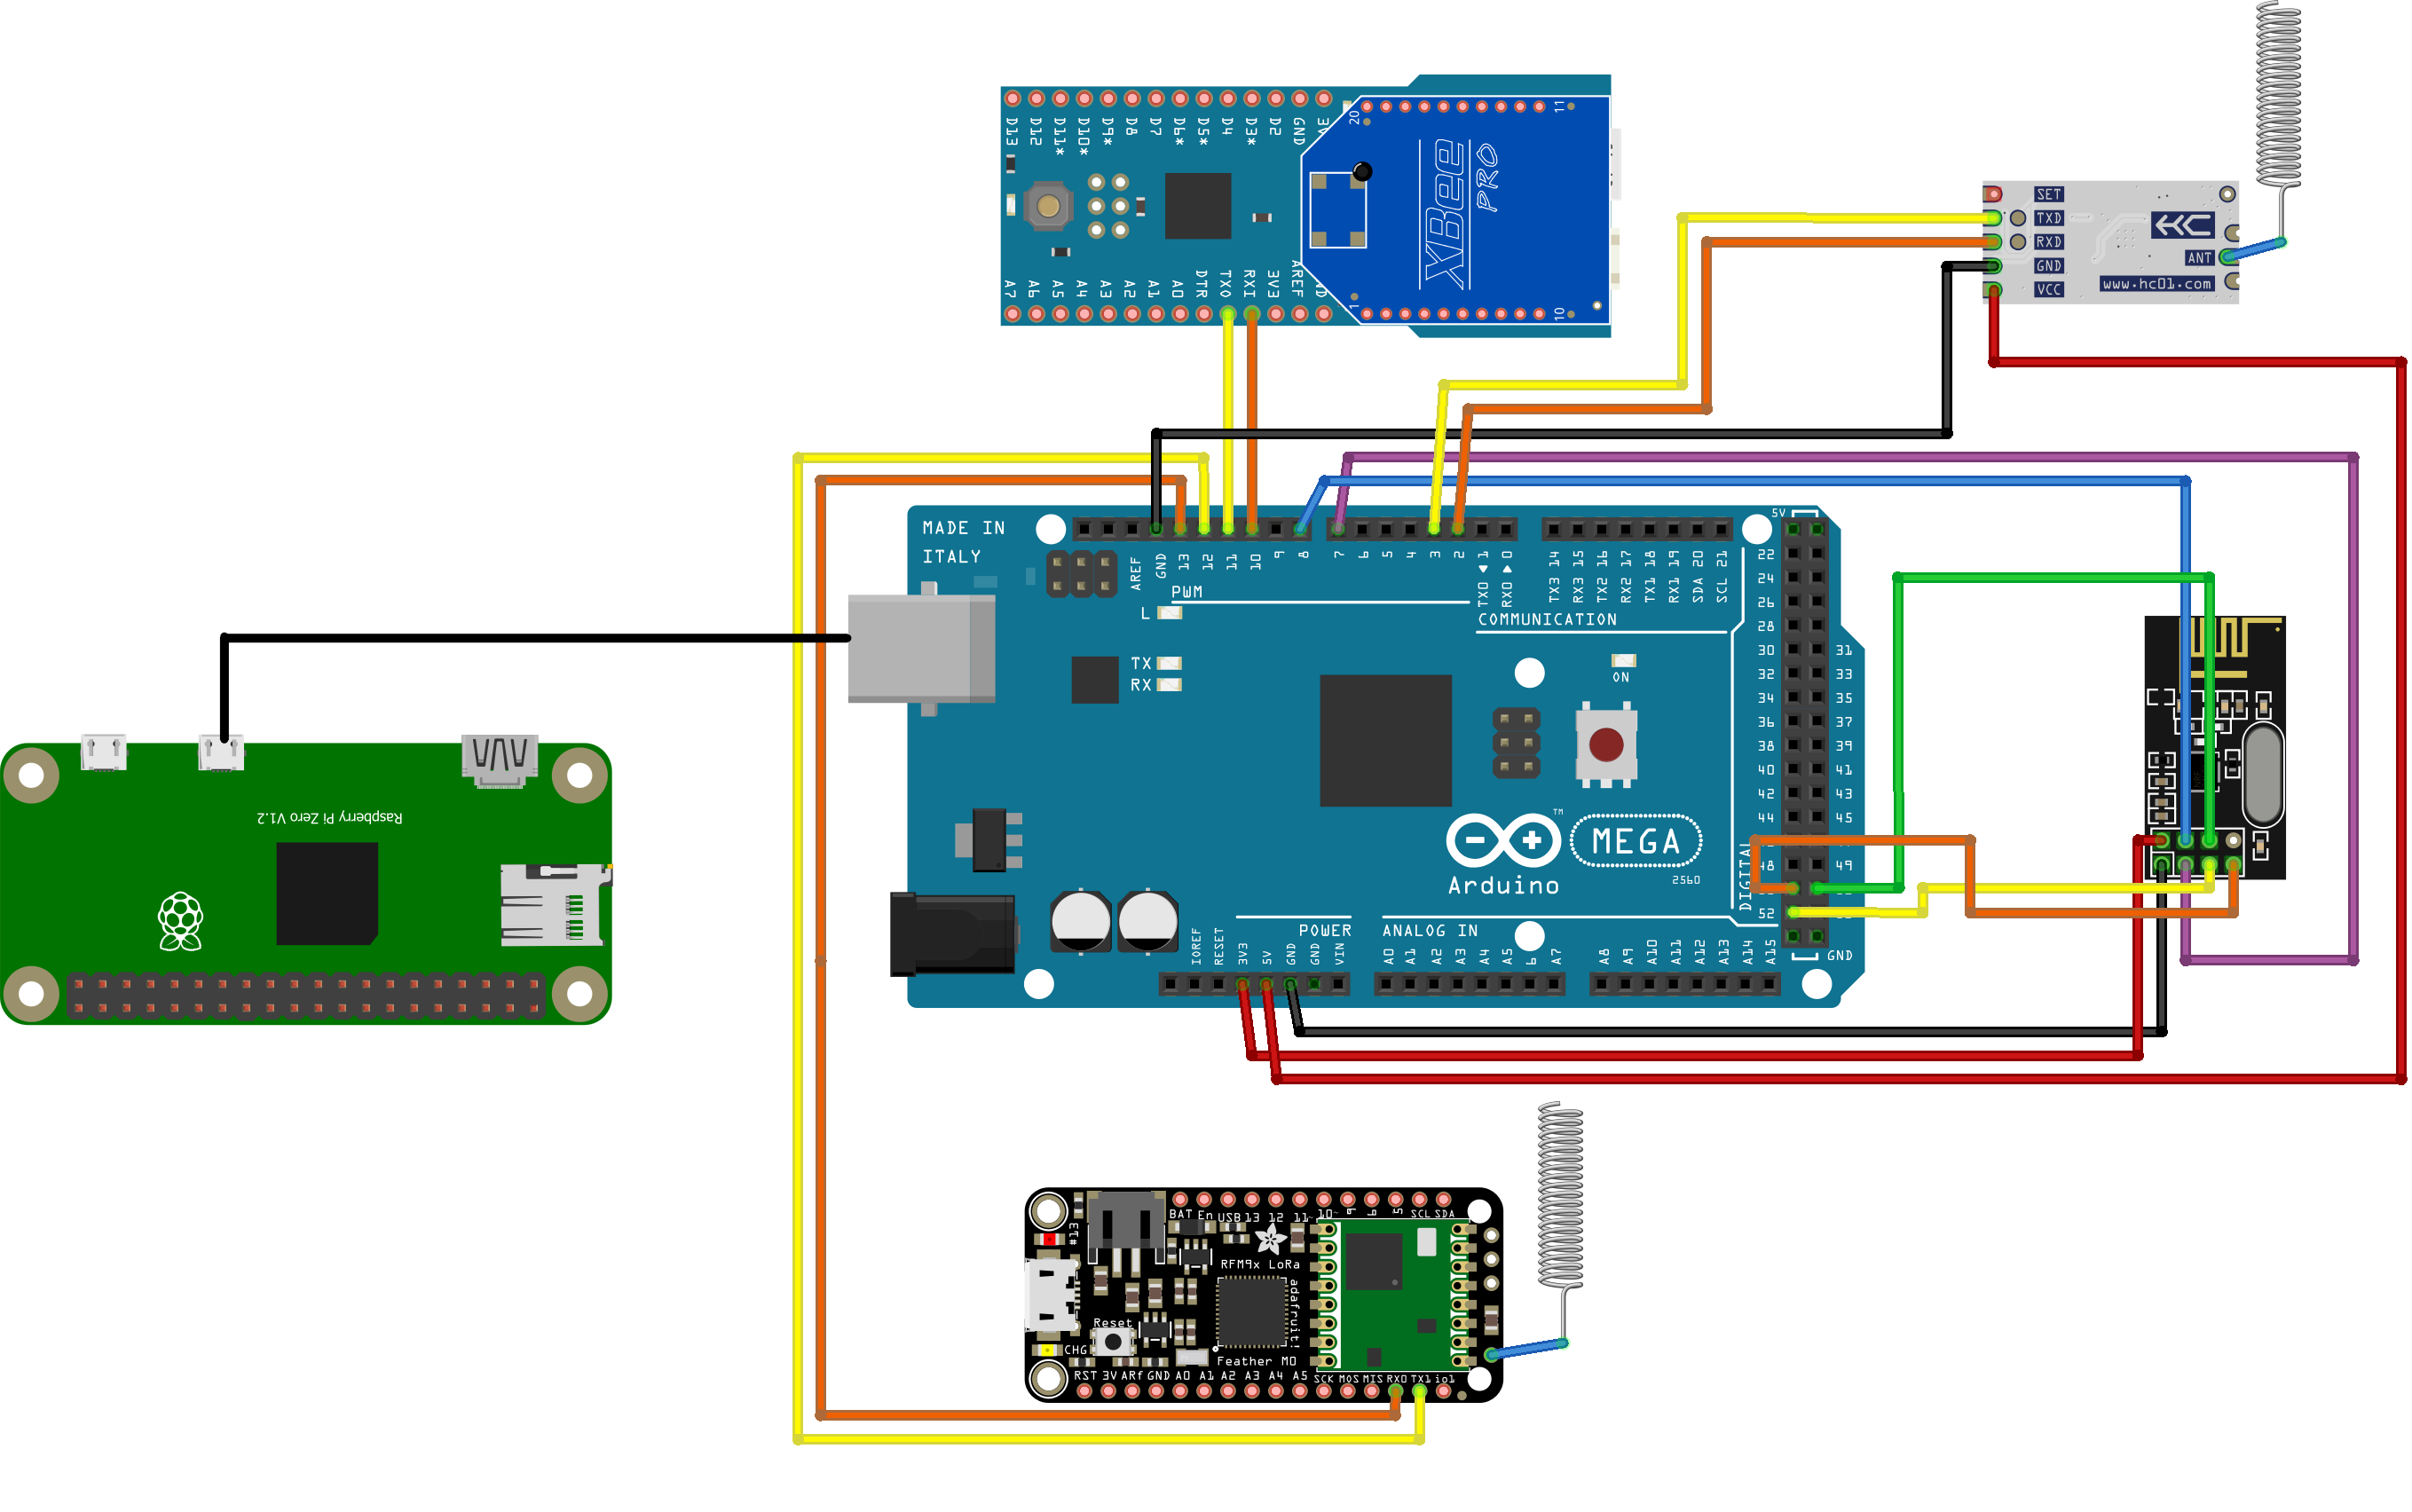 D13 D12 D11* D10* D9* D8 D7 D6* D5* D4 D3* D2 GND
20
11
XBee
PRO
A7 A6 A5 A4 A3 A2 A1 A0 DTR TX0 RXI 3V3 AREF
1
10
SET
TXD
RXD
GND
VCC
HC
ANT
www.hc01.com
MADE IN
ITALY
AREF GND 13 12 11 10 9 8
7 6 5 4 3 2 TX0 1 RX0 0
TX3 14 RX3 15 TX2 16 RX2 17 TX1 18 RX1 19 SDA 20 SCL 21
5V
PWM
L
COMMUNICATION
TX
RX
ON
22
24
26
28
30 31
32 33
34 35
36 37
38 39
40 41
42 43
44 45
48 49
52
DIGITAL
TM
MEGA
Arduino
2560
POWER
ANALOG IN
IOREF RESET 3V3 5V GND GND VIN
A0 A1 A2 A3 A4 A5 6 A7
A8 A9 A10 A11 A12 A13 A14 A15
GND
Raspberry Pi Zero V1.2
BAT En USB 13 12 11~ 10~ 9 6 5 SCL SDA
#13
RFM9x LoRa
adafruit!
Reset
CHG
Feather M0
RST 3V ARf GND A0 A1 A2 A3 A4 A5 SCK MOS MIS RX0 TX1 io1